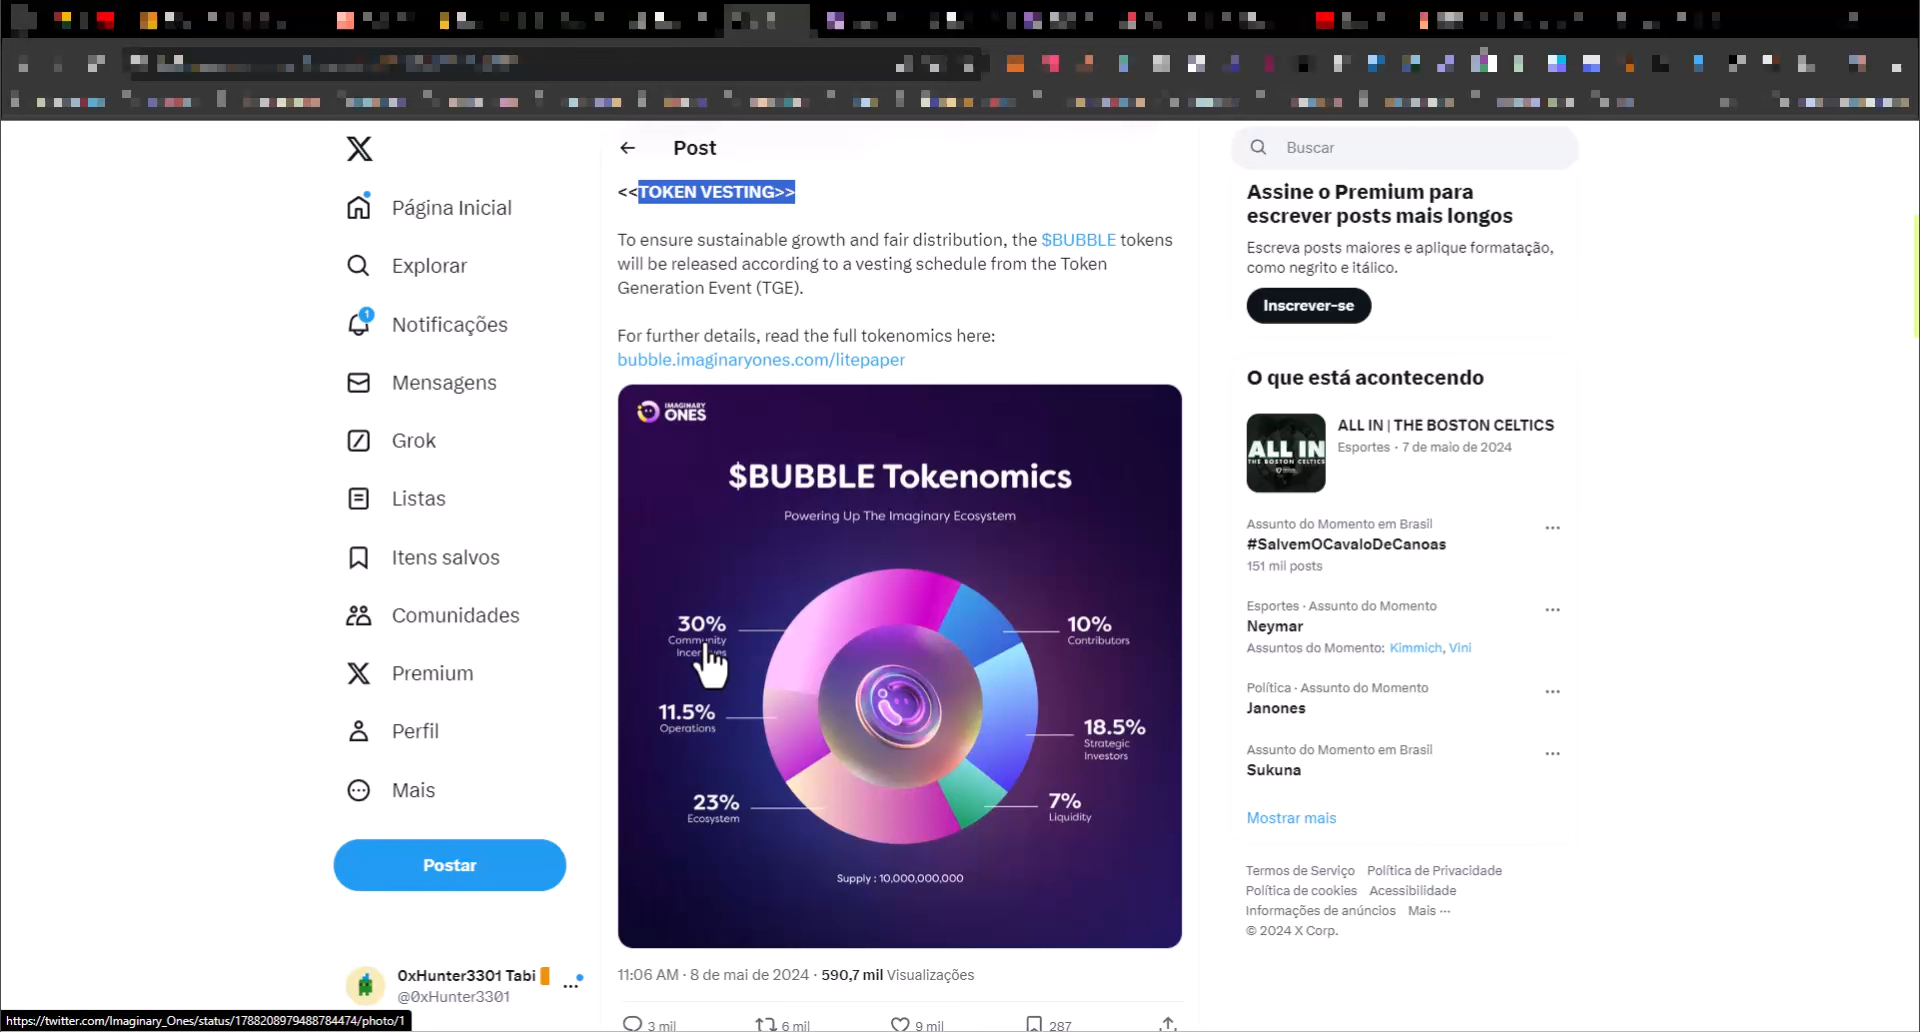 Página Inicial
Explorar
1
Notificações
Mensagens
Grok
Listas
Itens salvos
Comunidades
Premium
Perfil
Mais
Postar
0xHunter3301 Tabi
@0xHunter3301
https://twitter.com/Imaginary_Ones/status/1788208979488784474/photo/1
Post
<<TOKEN VESTING>>
To ensure sustainable growth and fair distribution, the $BUBBLE tokens
will be released according to a vesting schedule from the Token
Generation Event (TGE).
For further details, read the full tokenomics here:
bubble.imaginaryones.com/litepaper
IMAGINARY
ONES
$BUBBLE Tokenomics
Powering Up The Imaginary Ecosystem
30%
Community
Incentives
11.5%
Operations
23%
Ecosystem
10%
Contributors
18.5%
Strategic
Investors
7%
Liquidity
Supply : 10,000,000,000
11:06 AM · 8 de mai de 2024 · 590,7 mil Visualizações
3 mil
6 mil
9 mil
287
Buscar
Assine o Premium para
escrever posts mais longos
Escreva posts maiores e aplique formatação,
como negrito e itálico.
Inscrever-se
O que está acontecendo
ALL IN
THE BOSTON CELTICS
ALL IN | THE BOSTON CELTICS
Esportes · 7 de maio de 2024
Assunto do Momento em Brasil
#SalvemOCavaloDeCanoas
151 mil posts
Esportes · Assunto do Momento
Neymar
Assuntos do Momento: Kimmich, Vini
Política · Assunto do Momento
Janones
Assunto do Momento em Brasil
Sukuna
Mostrar mais
Termos de Serviço Política de Privacidade
Política de cookies Acessibilidade
Informações de anúncios Mais ···
© 2024 X Corp.